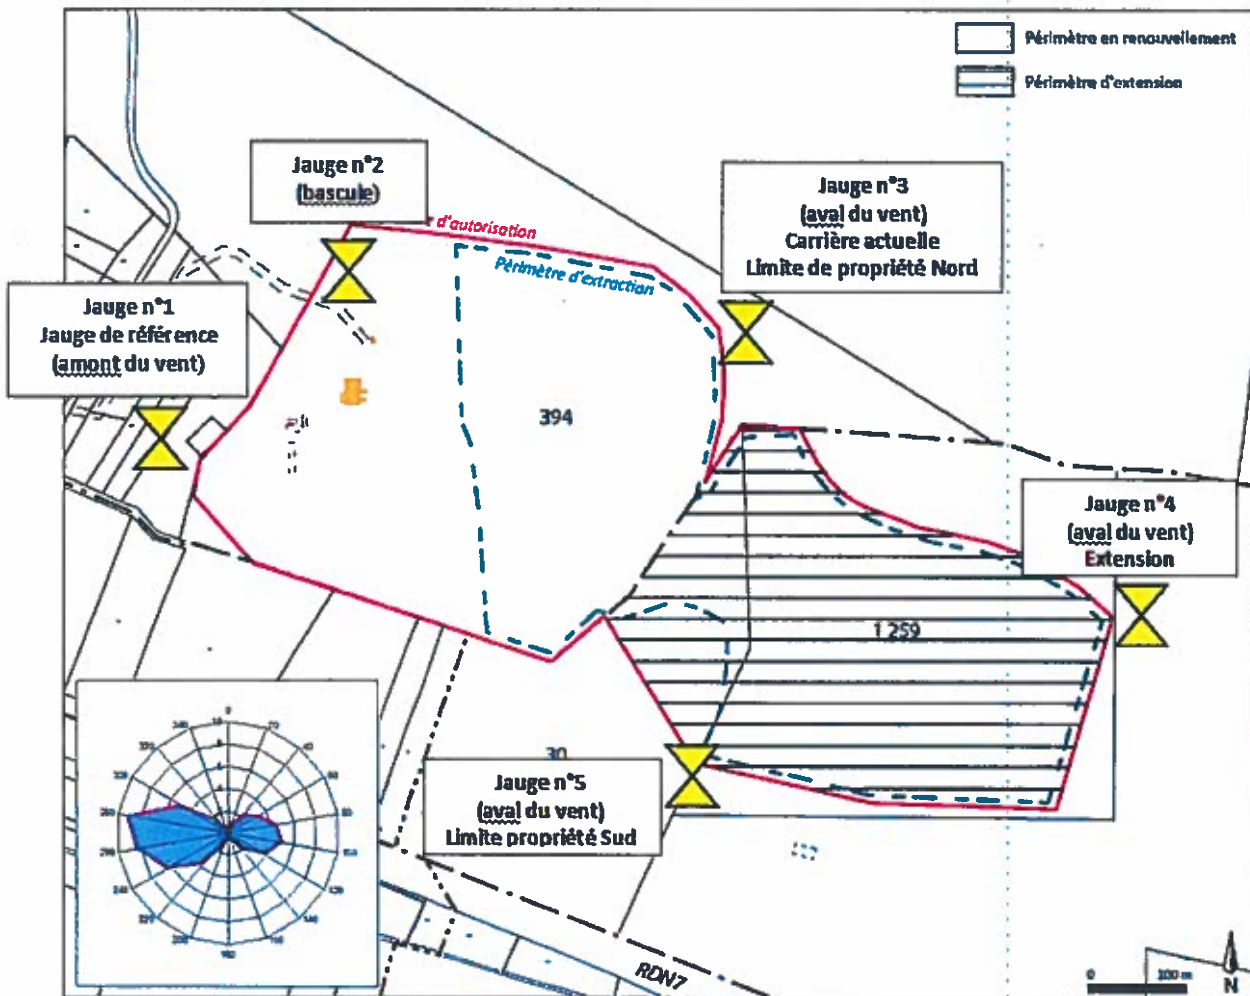 Périmètre en renouvellement
Périmètre d'extension
Jauge n°2
(bascule)
Jauge n°3
(aval du vent)
Carrière actuelle
Limite de propriété Nord
d'autorisation
Périmètre d'extraction
Jauge n°1
Jauge de référence
(amont du vent)
394
Jauge n°4
(aval du vent)
Extension
1 259
30
Jauge n°5
(aval du vent)
Limite propriété Sud
RDN7
0 100 m
N